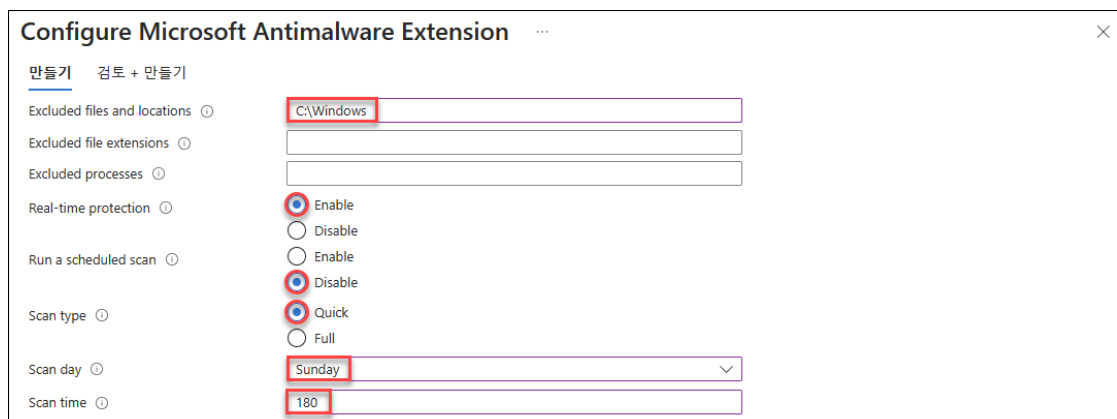 Configure Microsoft Antimalware Extension ...
만들기 검토 + 만들기
Excluded files and locations C:\Windows
Excluded file extensions
Excluded processes
Real-time protection Enable
Disable
Run a scheduled scan Enable
Disable
Scan type Quick
Full
Scan day Sunday
Scan time 180